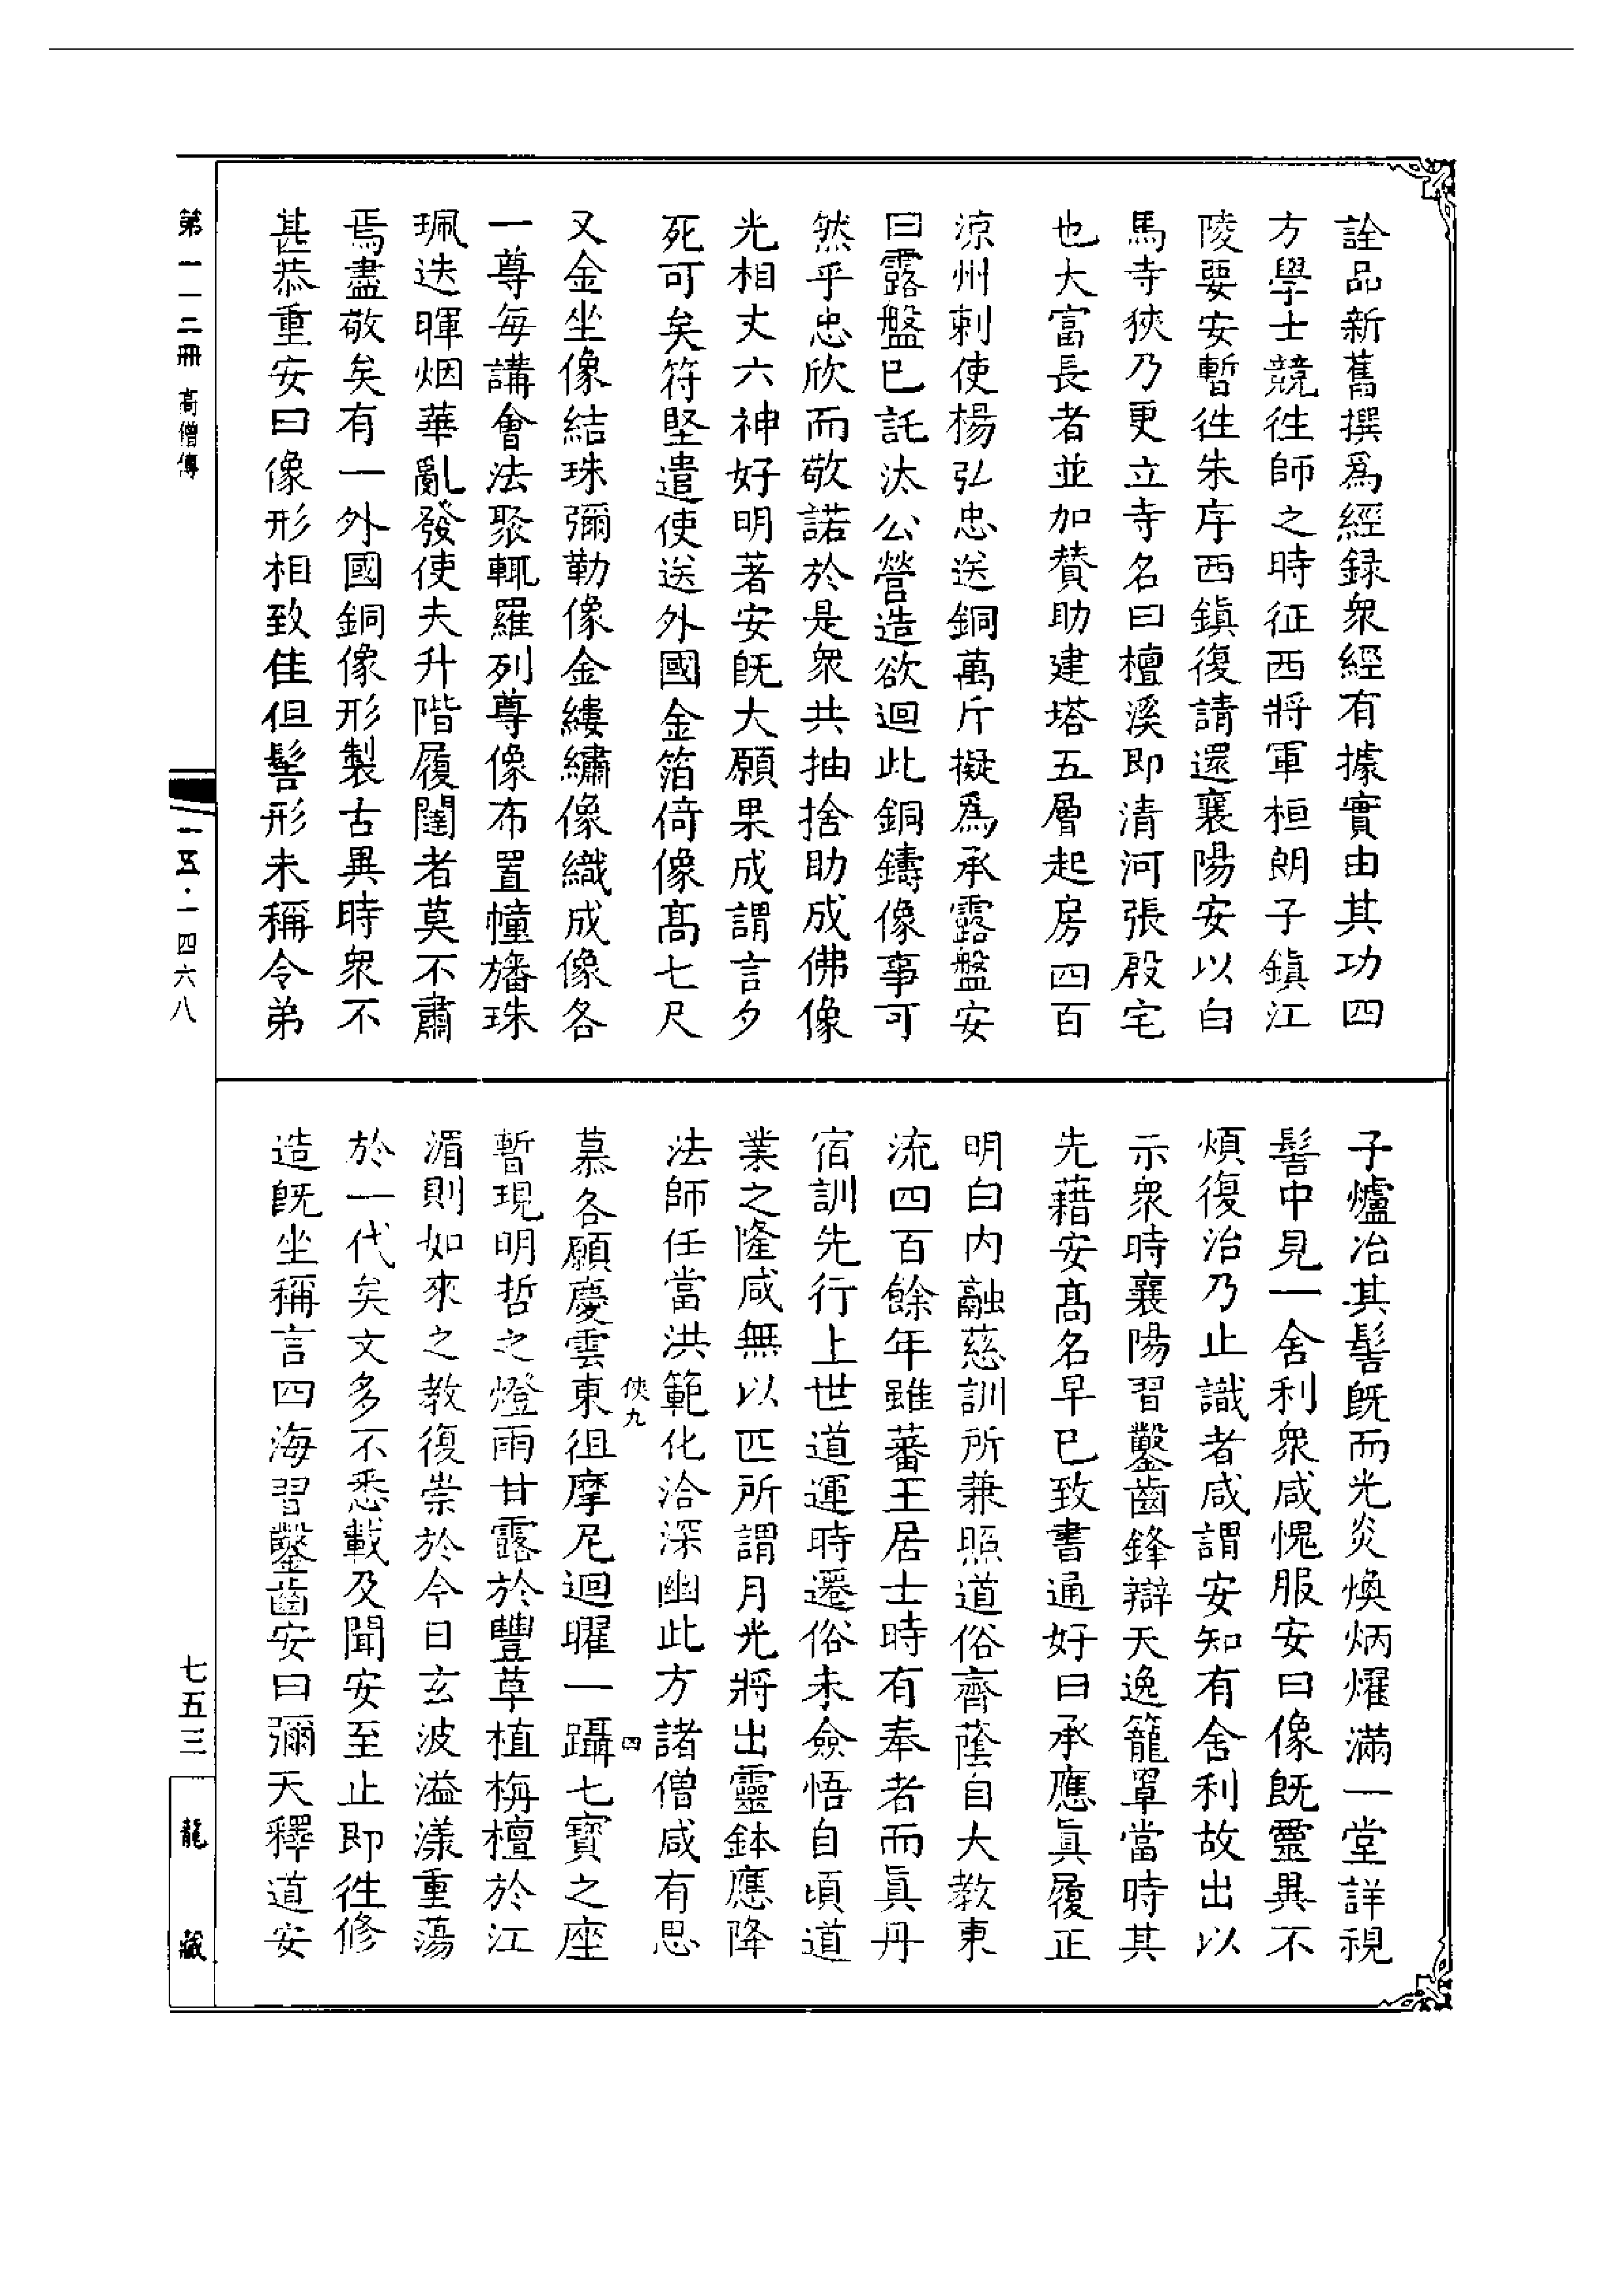 詮品新舊撰爲經録衆經有據實由其功四
方學士競徃師之時征西將軍桓朗子鎮江
陵要安暫徃朱序西鎮復請還襄陽安以白
馬寺狹乃更立寺名曰檀溪即清河張殷宅
也大富長者並加賛助建塔五層起房四百
涼州刺使楊弘忠送銅萬斤擬爲承露盤安
曰露盤已託汰公營造欲迴此銅鑄像事可
然乎忠欣而敬諾於是衆共抽捨助成佛像
光相丈六神好明著安旣大願果成謂言夕
死可矣符堅遣使送外國金箔倚像髙七尺
又金坐像結珠彌勒像金縷繡像織成像各
一尊每講會法聚輒羅列尊像布置幢旛珠
珮迭暉烟華亂發使夫升階履闥者莫不肅
焉盡敬矣有一外國銅像形製古異時衆不
甚恭重安曰像形相致佳但髻形未稱令弟
子爐冶其髻旣而光炎煥炳燿滿一堂詳視
髻中見一舍利衆咸愧服安曰像旣靈異不
煩復治乃止識者咸謂安知有舍利故出以
示衆時襄陽習鑿齒鋒辯天逸籠罩當時其
先藉安髙名早已致書通好曰承應眞履正
明白内融慈訓所兼照道俗齊蔭自大教東
流四百餘年雖蕃王居士時有奉者而眞丹
宿訓先行上世道運時遷俗未僉悟自頃道
業之隆咸無以匹所謂月光將出靈鉢應降
法師任當洪範化洽深幽此方諸僧咸有思
慕各願慶雲東徂摩尼迴曜一躡七寶之座
暫現明哲之燈雨甘露於豐草植栴檀於江
湄則如來之教復崇於今日玄波溢漾重蕩
於一代矣文多不悉載及聞安至止即徃修
造旣坐稱言四海習鑿齒安曰彌天釋道安
俠九
四
第一一二冊 高僧傳
一五·一四六八
七五三
龍藏